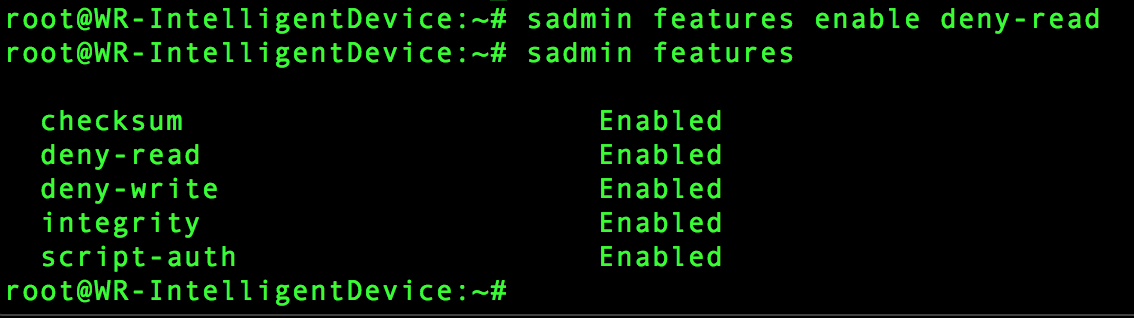 root@WR-IntelligentDevice:~# sadmin features enable deny-read
root@WR-IntelligentDevice:~# sadmin features
checksum Enabled
deny-read Enabled
deny-write Enabled
integrity Enabled
script-auth Enabled
root@WR-IntelligentDevice:~#